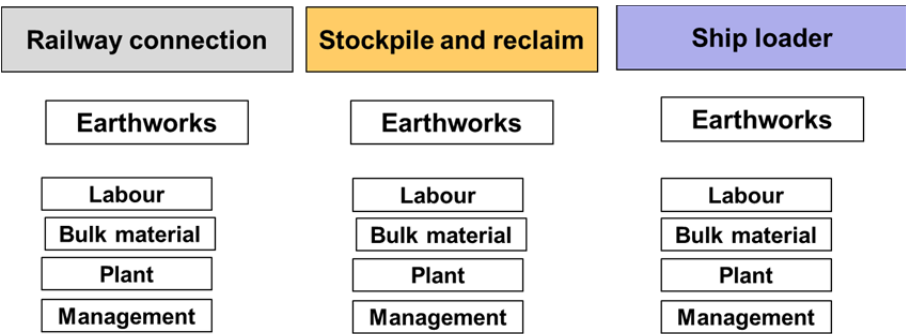 Railway connection
Stockpile and reclaim
Ship loader
Earthworks
Earthworks
Earthworks
Labour
Labour
Labour
Bulk material
Bulk material
Bulk material
Plant
Plant
Plant
Management
Management
Management